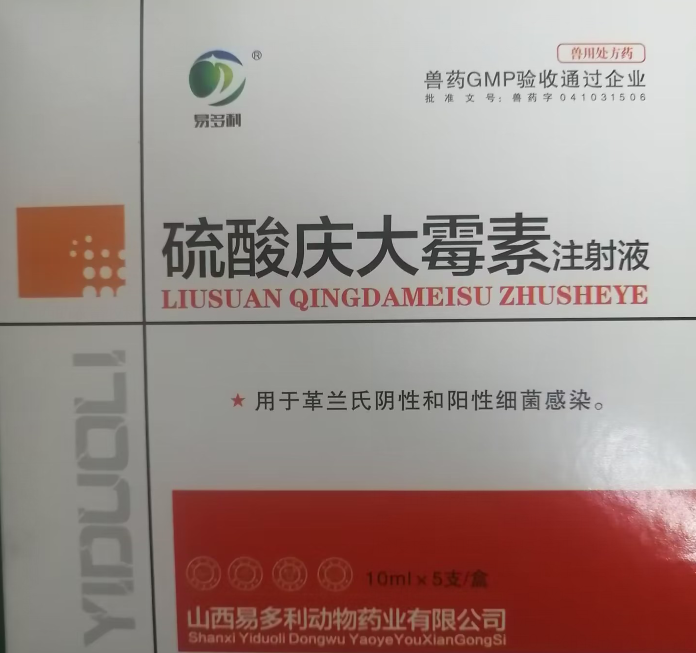 兽用处方药
兽药GMP验收通过企业
批准文号：兽药字041031506
®
易多利
硫酸庆大霉素注射液
LIUSUAN QINGDAMEISU ZHUSHEYE
★ 用于革兰氏阴性和阳性细菌感染。
YIDUOLI
10ml×5支/盒
山西易多利动物药业有限公司
Shanxi Yiduoli Dongwu YaoyeYouXianGongSi